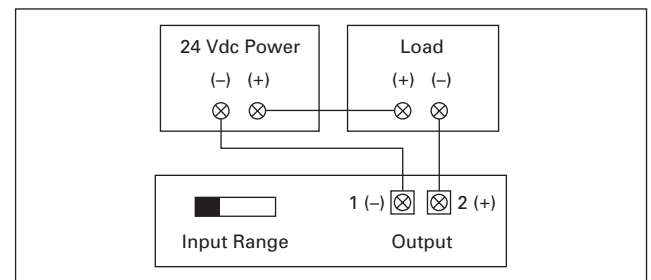 24 Vdc Power
(–) (+)
Load
(+) (–)
1 (–)
2 (+)
Input Range
Output